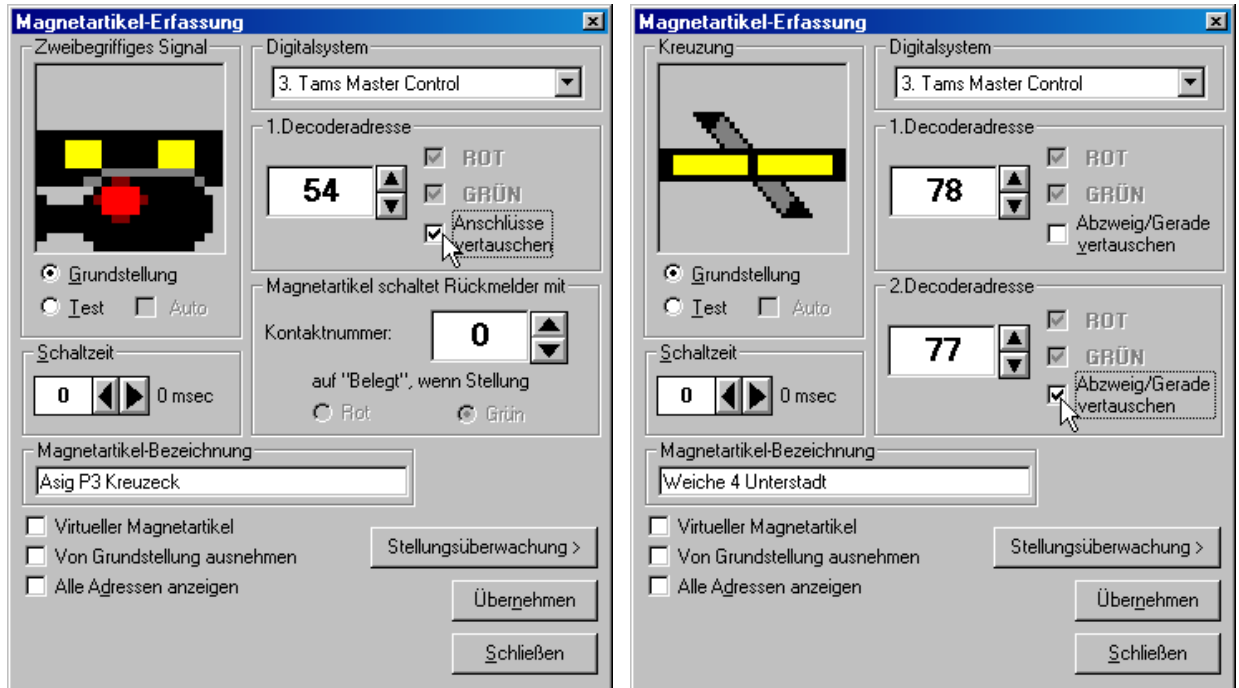 Magnetartikel-Erfassung
Zweibegriffiges Signal
Digitalsystem
3. Tams Master Control
1.Decoderadresse
54
ROT
GRÜN
Anschlüsse
vertauschen
Grundstellung
Test
Auto
Magnetartikel schaltet Rückmelder mit
Kontaktnummer:
0
auf "Belegt", wenn Stellung
Rot
Grün
Schaltzeit
0
0 msec
Magnetartikel-Bezeichnung
Asig P3 Kreuzeck
Virtueller Magnetartikel
Von Grundstellung ausnehmen
Alle Adressen anzeigen
Stellungsüberwachung >
Übernehmen
Schließen
Magnetartikel-Erfassung
Kreuzung
Digitalsystem
3. Tams Master Control
1.Decoderadresse
78
ROT
GRÜN
Abzweig/Gerade
vertauschen
Grundstellung
Test
Auto
2.Decoderadresse
77
ROT
GRÜN
Abzweig/Gerade
vertauschen
Schaltzeit
0
0 msec
Magnetartikel-Bezeichnung
Weiche 4 Unterstadt
Virtueller Magnetartikel
Von Grundstellung ausnehmen
Alle Adressen anzeigen
Stellungsüberwachung >
Übernehmen
Schließen